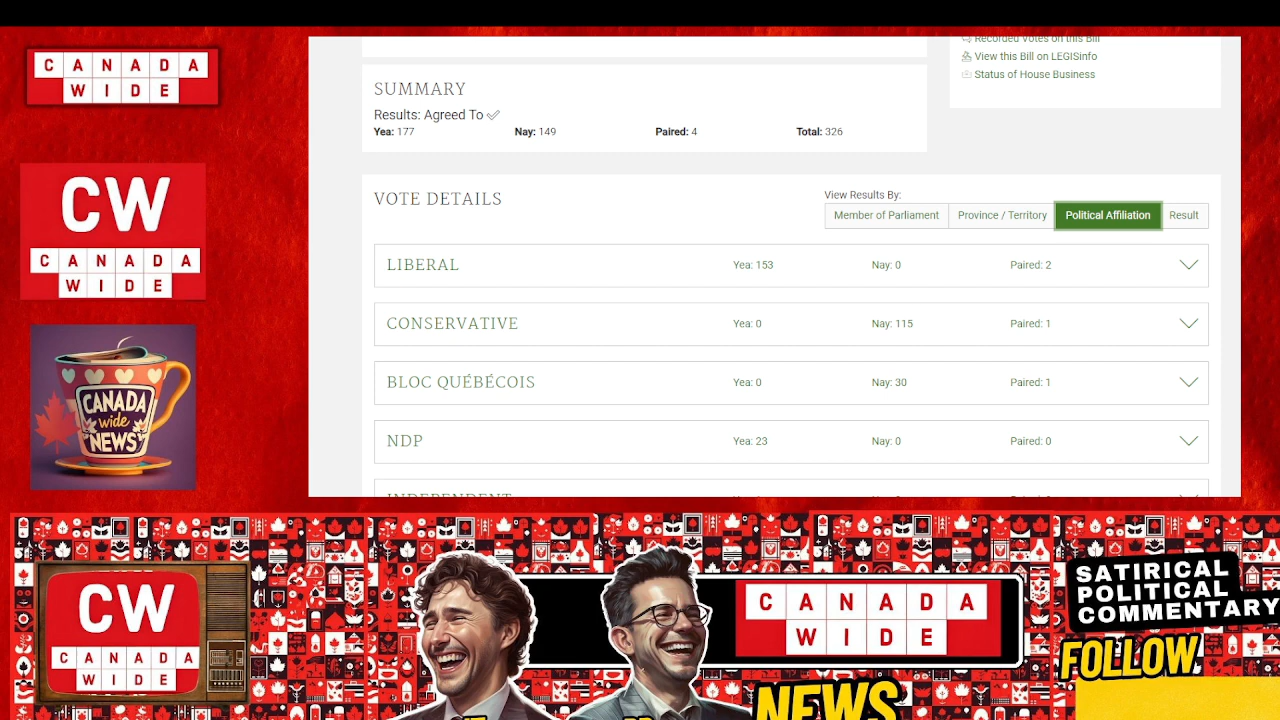 CANADA
WIDE
CW
CANADA
WIDE
CANADA
wide
NEWS
Recorded Votes on this Bill
View this Bill on LEGISinfo
Status of House Business
SUMMARY
Results: Agreed To
Yea: 177 Nay: 149 Paired: 4 Total: 326
VOTE DETAILS
View Results By:
Member of Parliament Province / Territory Political Affiliation Result
LIBERAL Yea: 153 Nay: 0 Paired: 2
CONSERVATIVE Yea: 0 Nay: 115 Paired: 1
BLOC QUÉBÉCOIS Yea: 0 Nay: 30 Paired: 1
NDP Yea: 23 Nay: 0 Paired: 0
INDEPENDENT
CW
CANADA
WIDE
CANADA
WIDE
NEWS
SATIRICAL
POLITICAL
COMMENTARY
FOLLOW